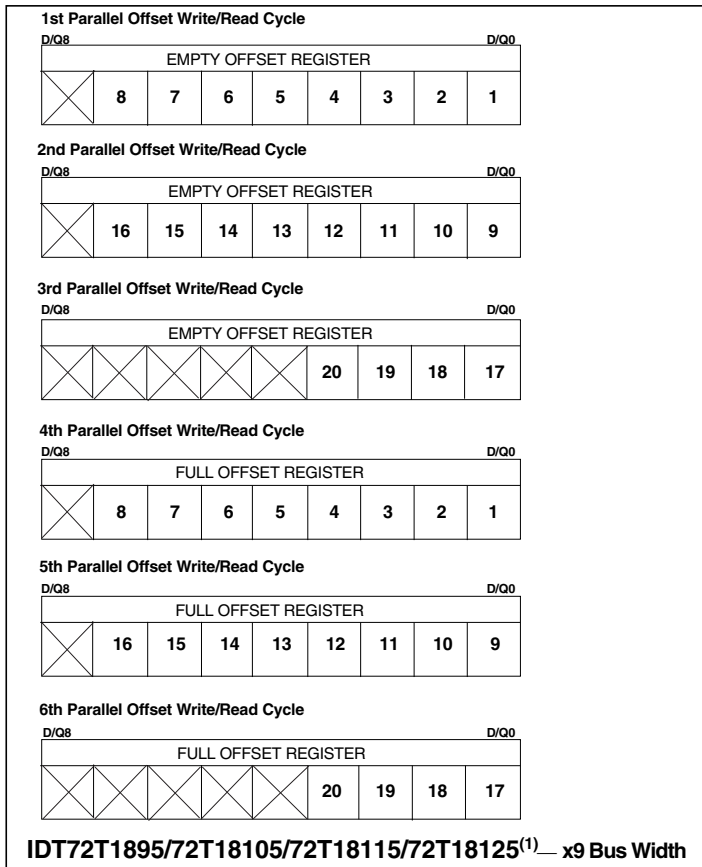 1st Parallel Offset Write/Read Cycle
D/Q8 D/Q0
EMPTY OFFSET REGISTER
8 7 6 5 4 3 2 1
2nd Parallel Offset Write/Read Cycle
D/Q8 D/Q0
EMPTY OFFSET REGISTER
16 15 14 13 12 11 10 9
3rd Parallel Offset Write/Read Cycle
D/Q8 D/Q0
EMPTY OFFSET REGISTER
20 19 18 17
4th Parallel Offset Write/Read Cycle
D/Q8 D/Q0
FULL OFFSET REGISTER
8 7 6 5 4 3 2 1
5th Parallel Offset Write/Read Cycle
D/Q8 D/Q0
FULL OFFSET REGISTER
16 15 14 13 12 11 10 9
6th Parallel Offset Write/Read Cycle
D/Q8 D/Q0
FULL OFFSET REGISTER
20 19 18 17
IDT72T1895/72T18105/72T18115/72T18125(1)— x9 Bus Width